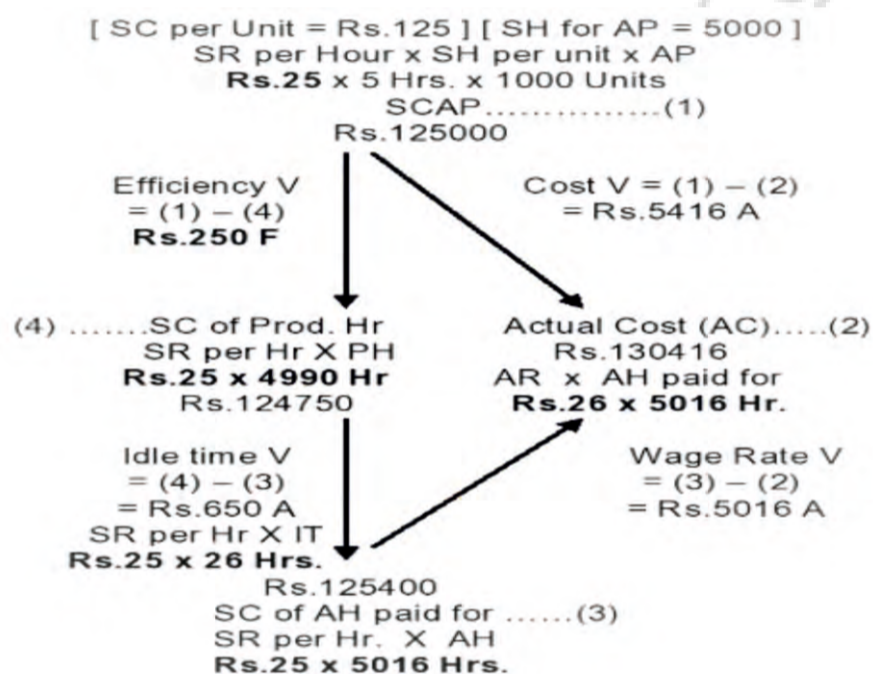 [ SC per Unit = Rs.125 ] [ SH for AP = 5000 ]
SR per Hour x SH per unit x AP
Rs.25 x 5 Hrs. x 1000 Units
SCAP...............(1)
Rs.125000
Efficiency V
= (1) – (4)
Rs.250 F
Cost V = (1) – (2)
= Rs.5416 A
(4) .......SC of Prod. Hr
SR per Hr X PH
Rs.25 x 4990 Hr
Rs.124750
Actual Cost (AC).....(2)
Rs.130416
AR x AH paid for
Rs.26 x 5016 Hr.
Idle time V
= (4) – (3)
= Rs.650 A
SR per Hr X IT
Rs.25 x 26 Hrs.
Wage Rate V
= (3) – (2)
= Rs.5016 A
Rs.125400
SC of AH paid for ......(3)
SR per Hr. X AH
Rs.25 x 5016 Hrs.